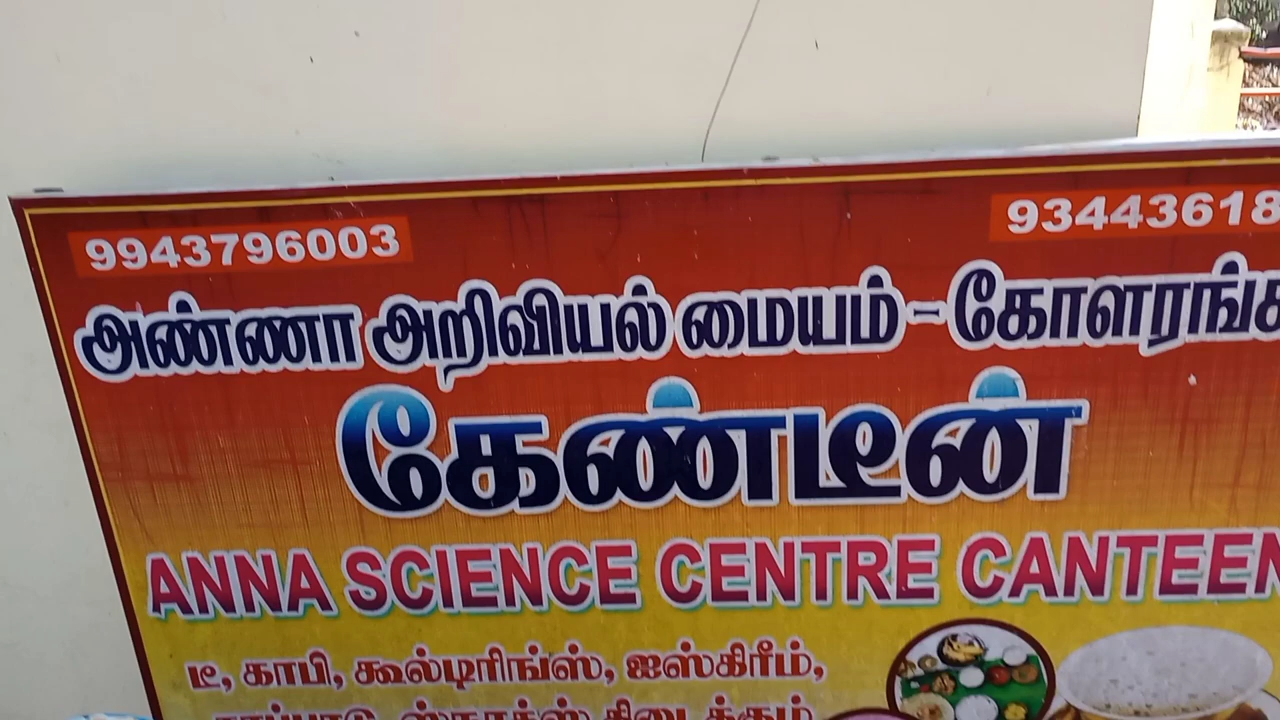 9943796003 93443618
அண்ணா அறிவியல் மையம் - கோளரங்க
கேண்டீன்
ANNA SCIENCE CENTRE CANTEEN
டீ, காபி, கூல்டிரிங்ஸ், ஐஸ்கிரீம்,
சாப்பாடு, ஸ்நாக்ஸ் கிடைக்கும்